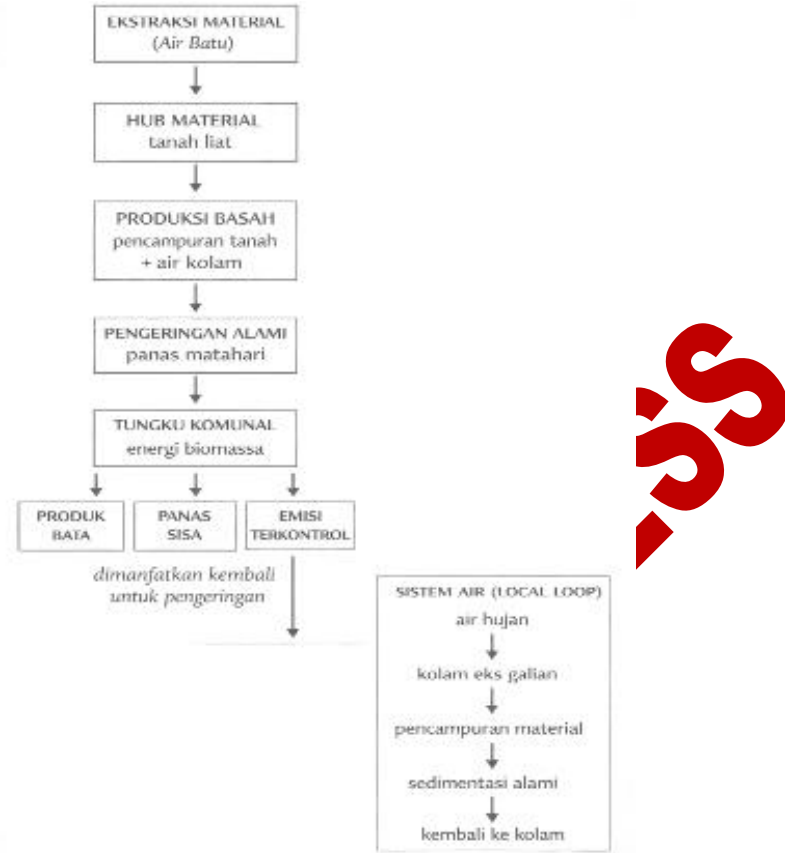 EKSTRAKSI MATERIAL
(Air Batu)
HUB MATERIAL
tanah liat
PRODUKSI BASAH
pencampuran tanah
+ air kolam
PENGERINGAN ALAMI
panas matahari
TUNGKU KOMUNAL
energi biomassa
PRODUK
BATA
PANAS
SISA
EMISI
TERKONTROL
dimanfatkan kembali
untuk pengeringan
SISTEM AIR (LOCAL LOOP)
air hujan
kolam eks galian
pencampuran material
sedimentasi alami
kembali ke kolam
SS